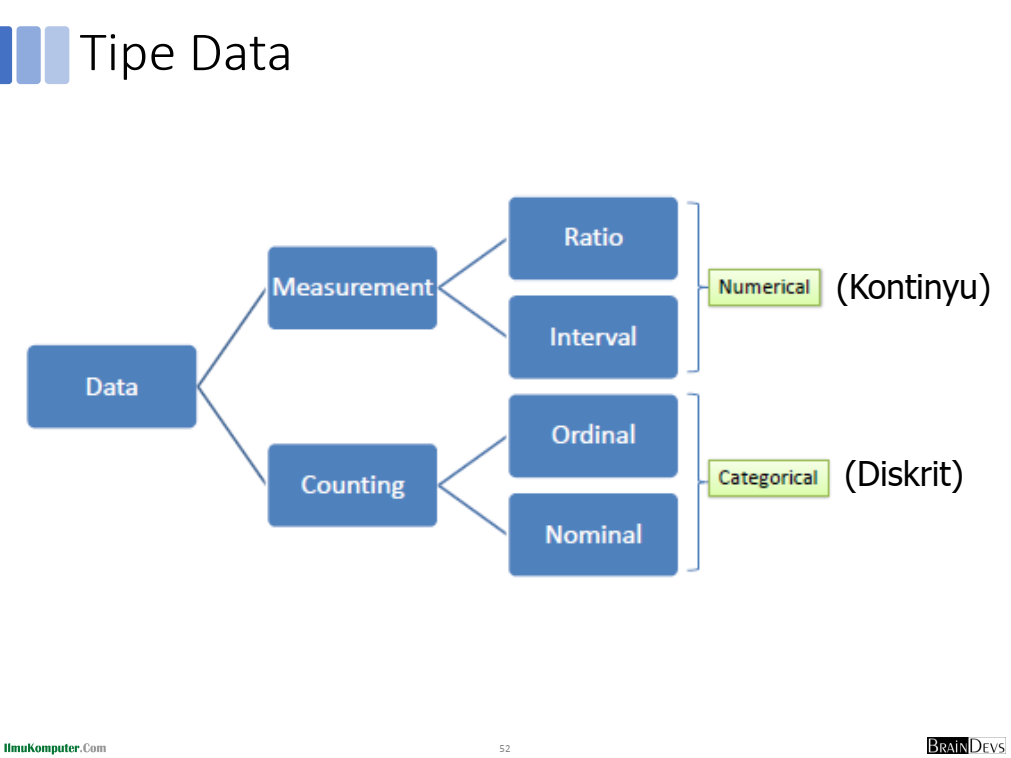 Tipe Data
Ratio
Measurement
Numerical (Kontinyu)
Interval
Data
Ordinal
Counting
Categorical (Diskrit)
Nominal
IlmuKomputer.Com
52
BRAINDEVS